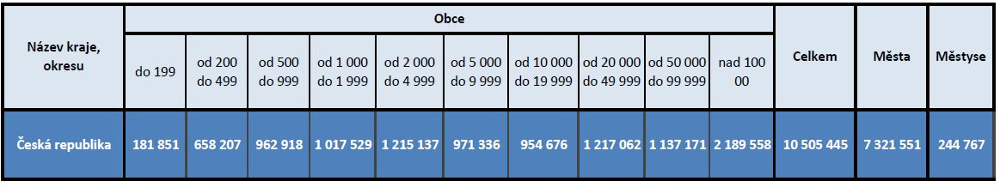 Obce
Název kraje,
okresu
do 199
od 200
do 499
od 500
do 999
od 1 000
do 1 999
od 2 000
do 4 999
od 5 000
do 9 999
od 10 000
do 19 999
od 20 000
do 49 999
od 50 000
do 99 999
nad 100
00
Celkem
Města
Městyse
Česká republika 181 851 658 207 962 918 1 017 529 1 215 137 971 336 954 676 1 217 062 1 137 171 2 189 558 10 505 445 7 321 551 244 767